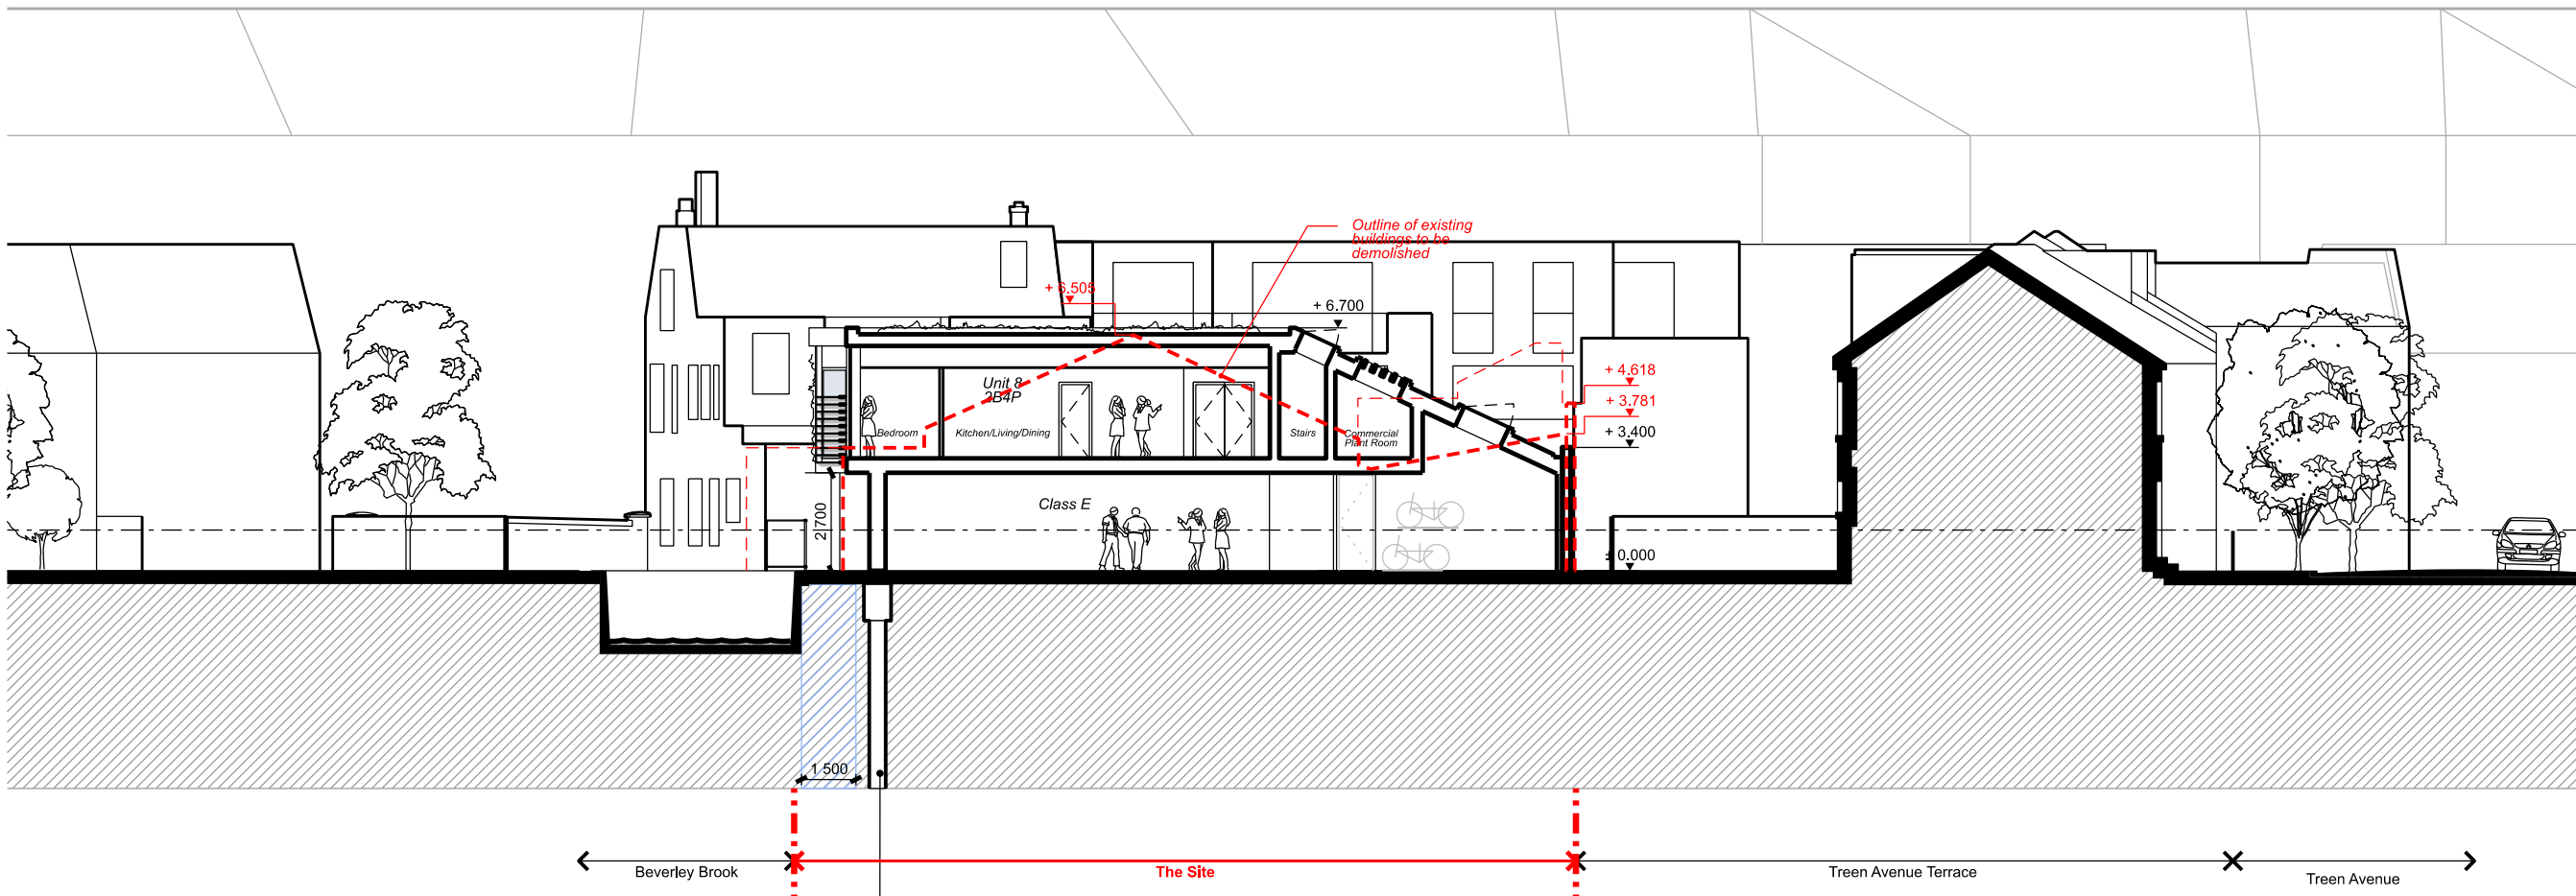 Outline of existing
buildings to be
demolished
+ 6.505
+ 6.700
+ 4.618
+ 3.781
+ 3.400
Unit 8
2B4P
Bedroom
Kitchen/Living/Dining
Stairs
Commercial
Plant Room
Class E
2 700
± 0.000
1 500
Beverley Brook
The Site
Treen Avenue Terrace
Treen Avenue